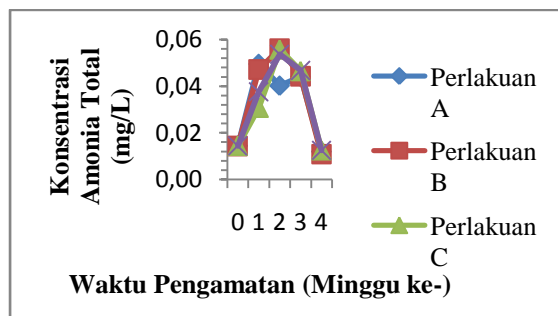 Konsentrasi
Amonia Total
(mg/L)
0,06
0,04
0,02
0,00
0 1 2 3 4
Waktu Pengamatan (Minggu ke-)
Perlakuan
A
Perlakuan
B
Perlakuan
C